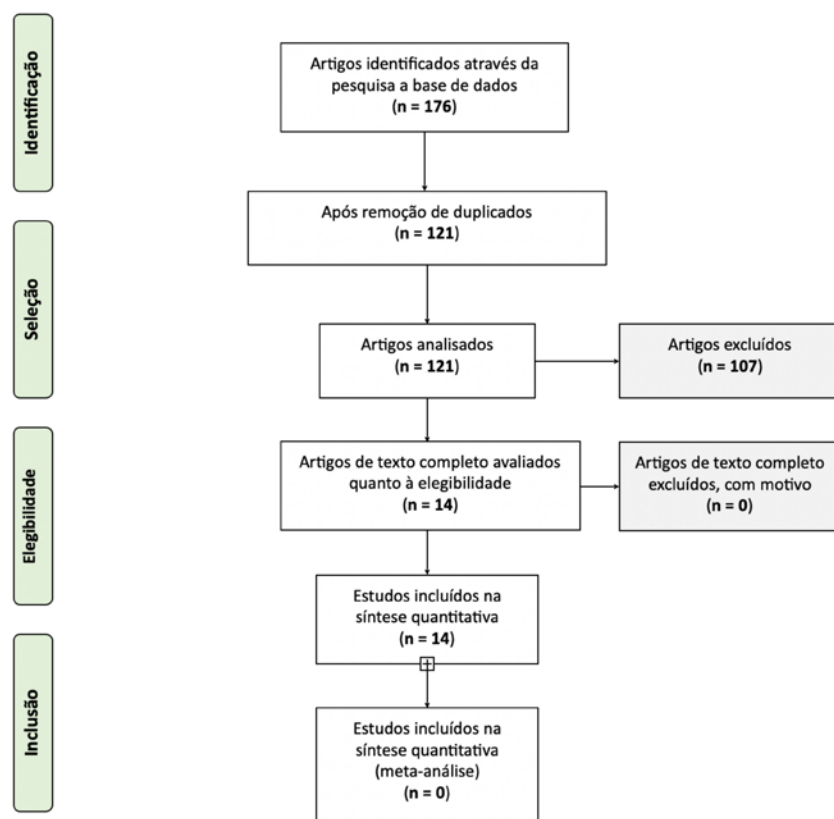 Identificação
Artigos identificados através da
pesquisa a base de dados
(n = 176)
Após remoção de duplicados
(n = 121)
Seleção
Artigos analisados
(n = 121)
Artigos excluídos
(n = 107)
Elegibilidade
Artigos de texto completo avaliados
quanto à elegibilidade
(n = 14)
Artigos de texto completo
excluídos, com motivo
(n = 0)
Estudos incluídos na
síntese quantitativa
(n = 14)
Inclusão
Estudos incluídos na
síntese quantitativa
(meta-análise)
(n = 0)